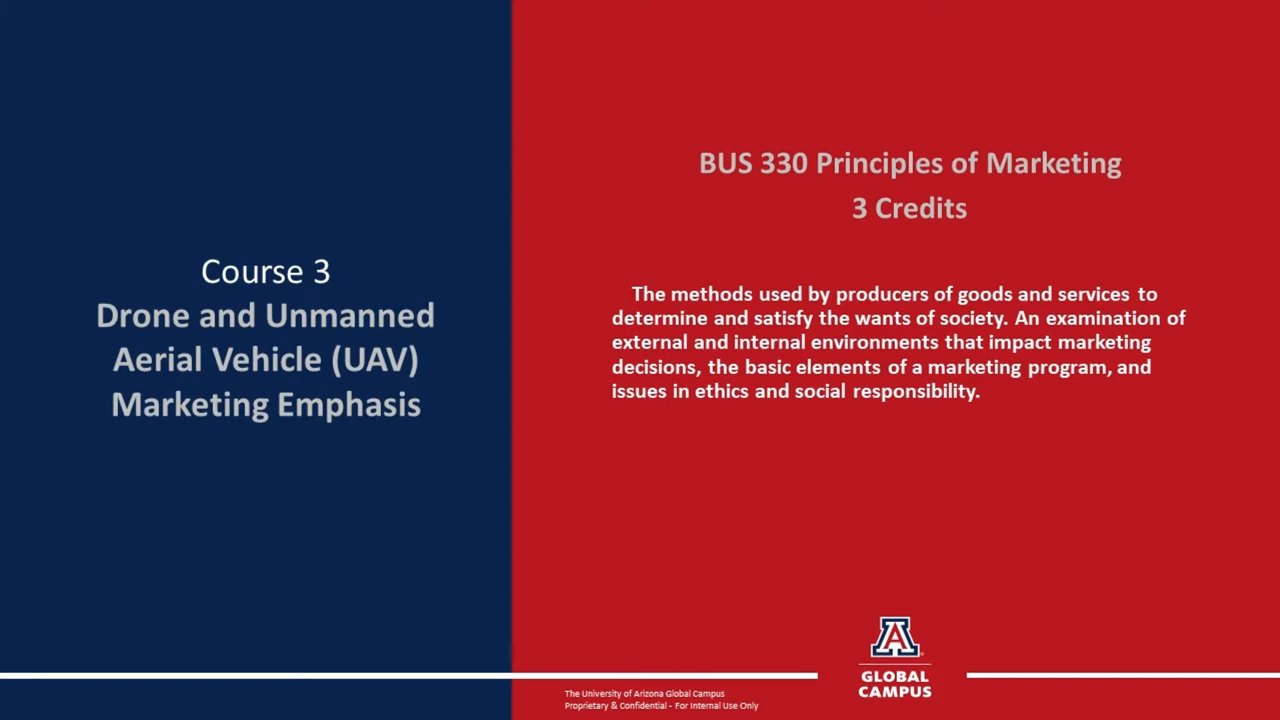 Course 3
Drone and Unmanned
Aerial Vehicle (UAV)
Marketing Emphasis
BUS 330 Principles of Marketing
3 Credits
The methods used by producers of goods and services to
determine and satisfy the wants of society. An examination of
external and internal environments that impact marketing
decisions, the basic elements of a marketing program, and
issues in ethics and social responsibility.
A
GLOBAL
CAMPUS
The University of Arizona Global Campus
Proprietary & Confidential - For Internal Use Only